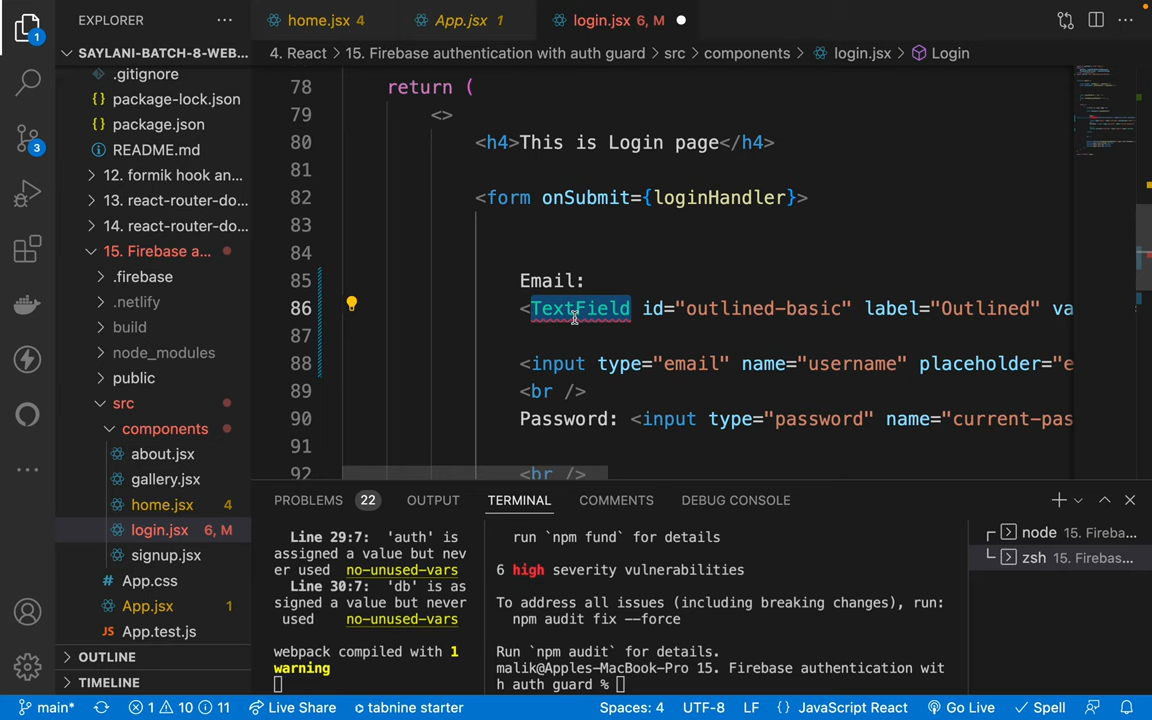 EXPLORER
SAYLANI-BATCH-8-WEB...
.gitignore
package-lock.json
package.json
README.md
12. formik hook an...
13. react-router-do...
14. react-router-do...
15. Firebase a...
.firebase
.netlify
build
node_modules
public
src
components
about.jsx
gallery.jsx
home.jsx 4
login.jsx 6, M
signup.jsx
App.css
App.jsx 1
App.test.js
OUTLINE
TIMELINE
1
3
home.jsx 4
App.jsx 1
login.jsx 6, M
4. React > 15. Firebase authentication with auth guard > src > components > login.jsx > Login
78 return (
79 <>
80 <h4>This is Login page</h4>
81
82 <form onSubmit={loginHandler}>
83
84
85 Email:
86 <TextField id="outlined-basic" label="Outlined" va
87
88 <input type="email" name="username" placeholder="e
89 <br />
90 Password: <input type="password" name="current-pas
91
92 <br />
PROBLEMS 22 OUTPUT TERMINAL COMMENTS DEBUG CONSOLE
Line 29:7: 'auth' is
assigned a value but nev
er used no-unused-vars
Line 30:7: 'db' is as
signed a value but never
used no-unused-vars
webpack compiled with 1
warning
run `npm fund` for details
6 high severity vulnerabilities
To address all issues (including breaking changes), run:
npm audit fix --force
Run `npm audit` for details.
malik@Apples-MacBook-Pro 15. Firebase authentication wit
h auth guard %
node 15. Fireba...
zsh 15. Firebas...
main* 1 10 11 Live Share tabnine starter Spaces: 4 UTF-8 LF {} JavaScript React Go Live Spell